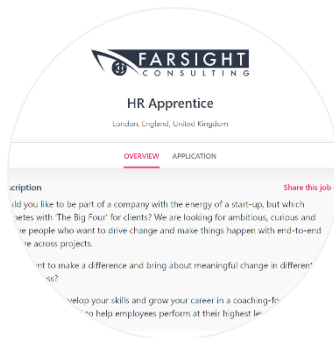 FARSIGHT
CONSULTING
HR Apprentice
London, England, United Kingdom
OVERVIEW APPLICATION
Share this job
you like to be part of a company with the energy of a start-up, but which
with 'The Big Four' for clients? We are looking for ambitious, curious and
people who want to drive change and make things happen with end-to-end
across projects.
to make a difference and bring about meaningful change in
your skills and grow your career in a
to help employees perform at their highest